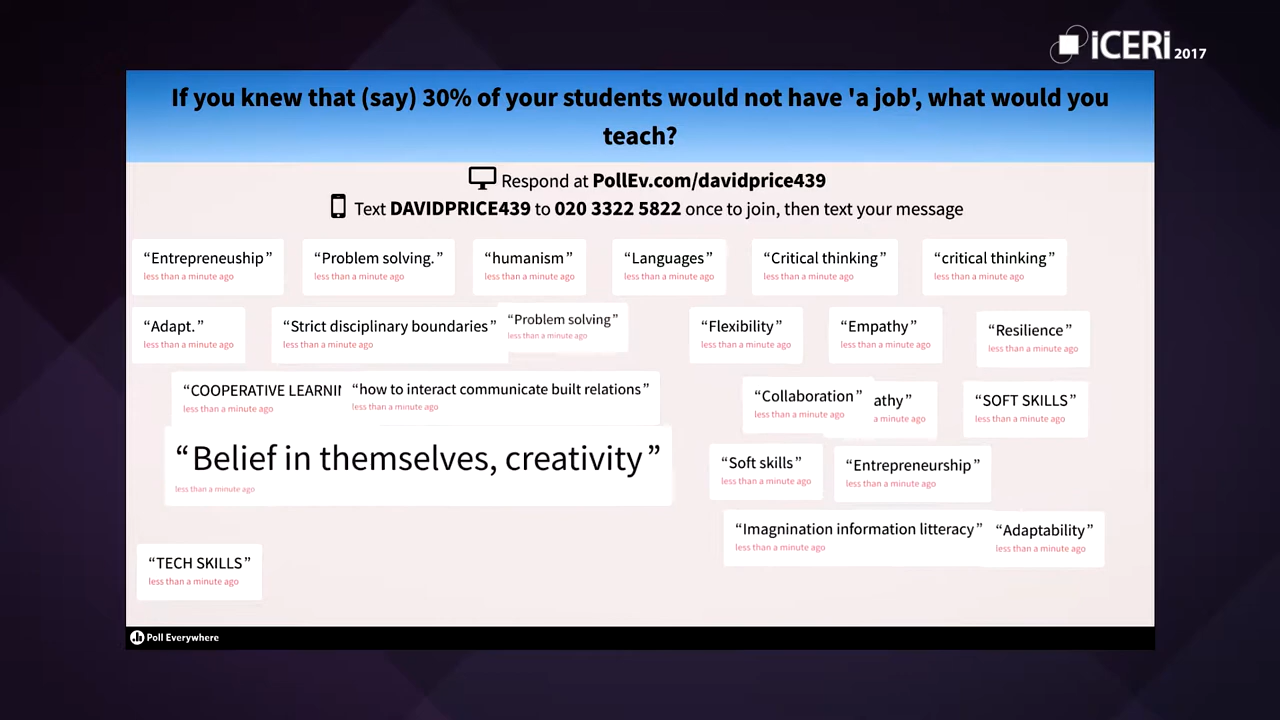 iCERi 2017
If you knew that (say) 30% of your students would not have 'a job', what would you
teach?
Respond at PollEv.com/davidprice439
Text DAVIDPRICE439 to 020 3322 5822 once to join, then text your message
“Entrepeneuship”
less than a minute ago
“Problem solving.”
less than a minute ago
“humanism”
less than a minute ago
“Languages”
less than a minute ago
“Critical thinking”
less than a minute ago
“critical thinking”
less than a minute ago
“Adapt.”
less than a minute ago
“Strict disciplinary boundaries”
less than a minute ago
“Problem solving”
less than a minute ago
“Flexibility”
less than a minute ago
“Empathy”
less than a minute ago
“Resilience”
less than a minute ago
“COOPERATIVE LEARNIN
less than a minute ago
“how to interact communicate built relations”
less than a minute ago
“Collaboration”
less than a minute ago
athy”
a minute ago
“SOFT SKILLS”
less than a minute ago
“Belief in themselves, creativity”
less than a minute ago
“Soft skills”
less than a minute ago
“Entrepreneurship”
less than a minute ago
“Imagnination information litteracy”
less than a minute ago
“Adaptability”
less than a minute ago
“TECH SKILLS”
less than a minute ago
Poll Everywhere